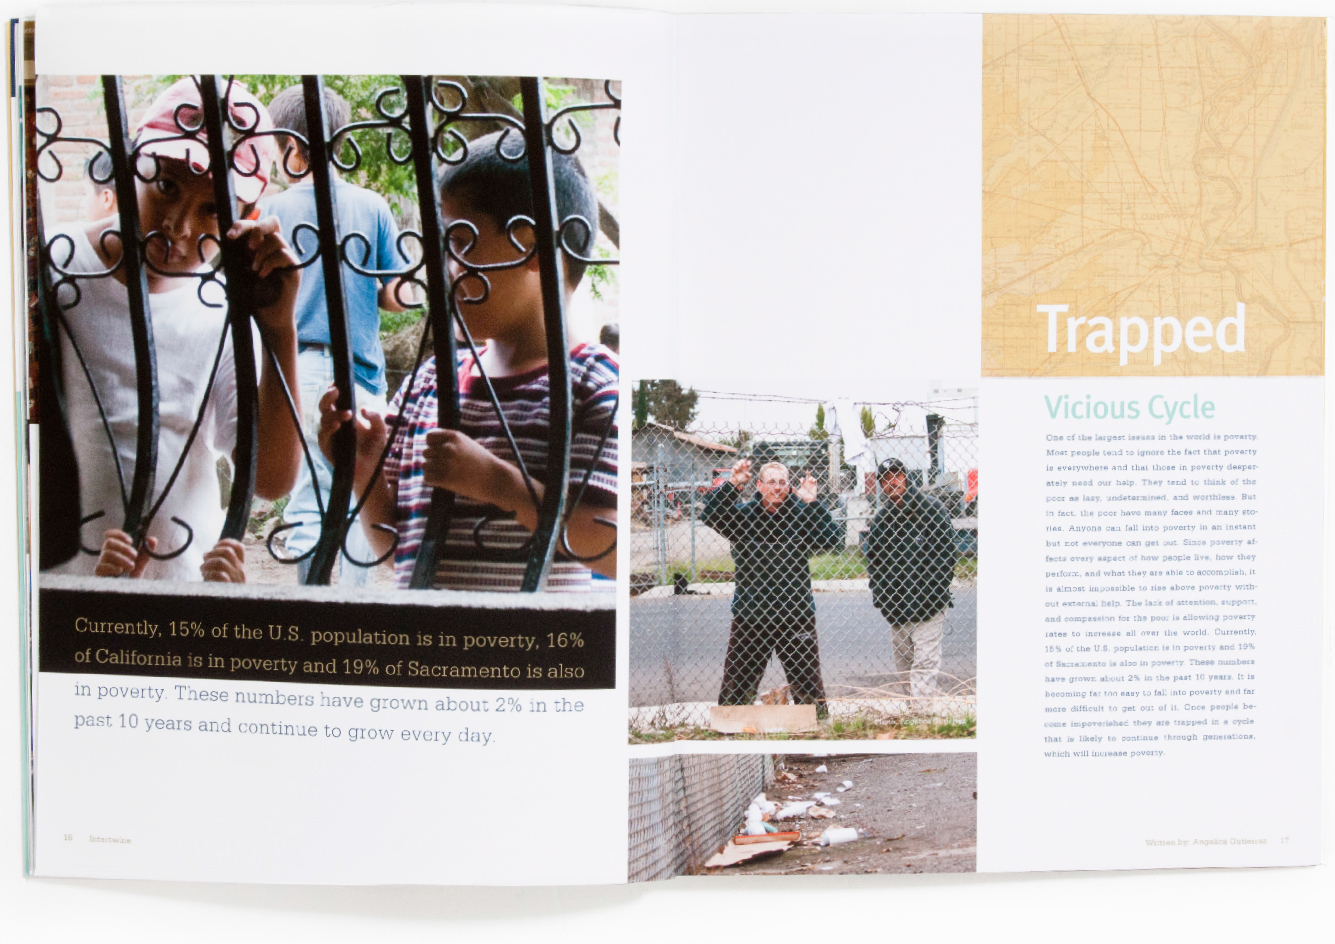 Currently, 15% of the U.S. population is in poverty, 16%
of California is in poverty and 19% of Sacramento is also
in poverty. These numbers have grown about 2% in the
past 10 years and continue to grow every day.
16 Intertwine
Trapped
Vicious Cycle
One of the largest issues in the world is poverty.
Most people tend to ignore the fact that poverty
is everywhere and that those in poverty desper-
ately need our help. They tend to think of the
poor as lazy, undetermined, and worthless. But
in fact, the poor have many faces and many sto-
ries. Anyone can fall into poverty in an instant
but not everyone can get out. Since poverty af-
fects every aspect of how people live, how they
perform, and what they are able to accomplish, it
is almost impossible to rise above poverty with-
out external help. The lack of attention, support,
and compassion for the poor is allowing poverty
rates to increase all over the world. Currently,
15% of the U.S. population is in poverty and 19%
of Sacramento is also in poverty. These numbers
have grown about 2% in the past 10 years. It is
becoming far too easy to fall into poverty and far
more difficult to get out of it. Once people be-
come impoverished they are trapped in a cycle
that is likely to continue through generations,
which will increase poverty.
Written by: Angelica Gutierrez 17